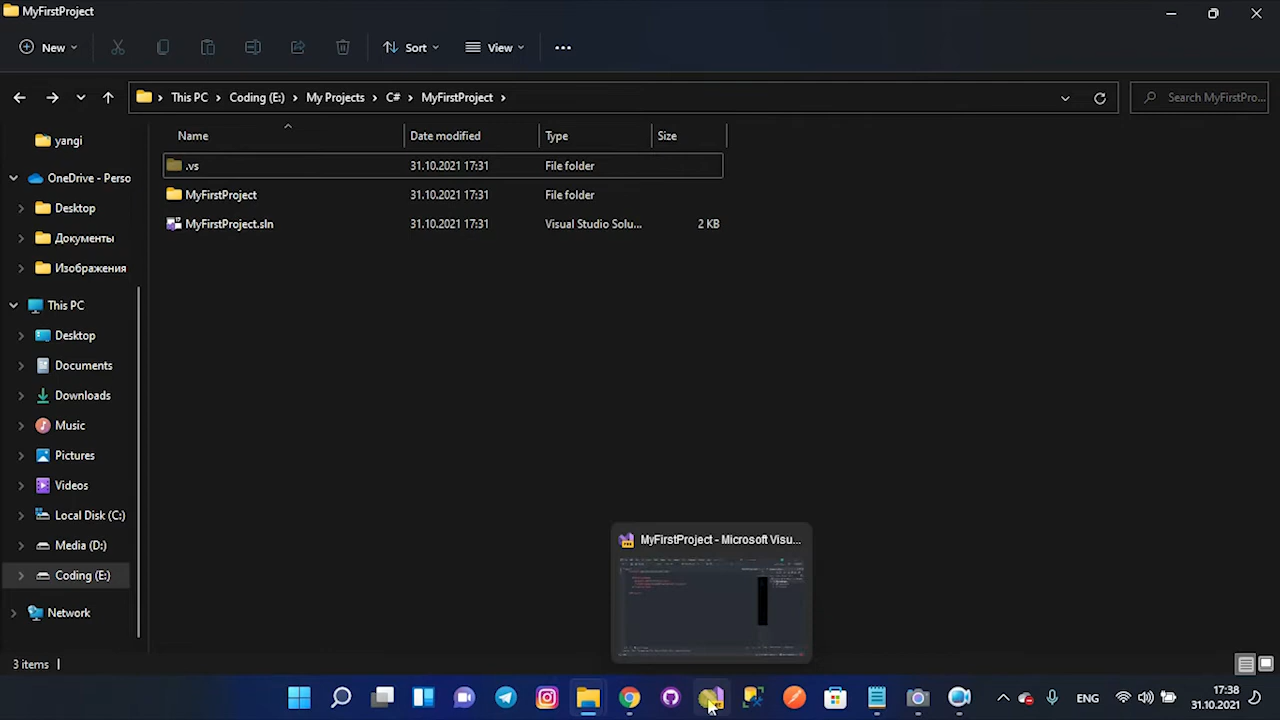 MyFirstProject
New
Sort
View
This PC
Coding (E:)
My Projects
C#
MyFirstProject
Search MyFirstPro...
Name
Date modified
Type
Size
yangi
OneDrive - Perso
Desktop
Документы
Изображения
This PC
Desktop
Documents
Downloads
Music
Pictures
Videos
Local Disk (C:)
Media (D:)
Network
.vs 31.10.2021 17:31 File folder
MyFirstProject 31.10.2021 17:31 File folder
MyFirstProject.sln 31.10.2021 17:31 Visual Studio Solu... 2 KB
MyFirstProject - Microsoft Visu...
3 items
ENG
17:38
31.10.2021